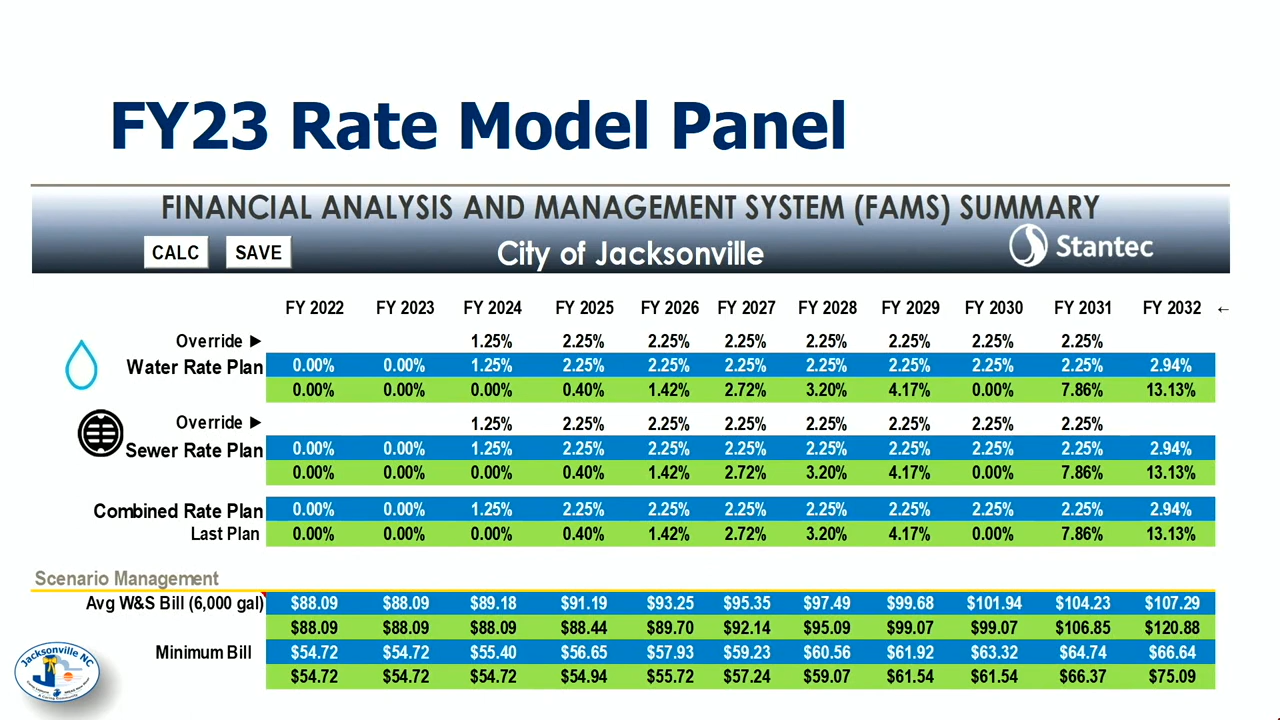 FY23 Rate Model Panel
FINANCIAL ANALYSIS AND MANAGEMENT SYSTEM (FAMS) SUMMARY
CALC SAVE City of Jacksonville Stantec
FY 2022 FY 2023 FY 2024 FY 2025 FY 2026 FY 2027 FY 2028 FY 2029 FY 2030 FY 2031 FY 2032 ←
Override ► 1.25% 2.25% 2.25% 2.25% 2.25% 2.25% 2.25% 2.25%
Water Rate Plan 0.00% 0.00% 1.25% 2.25% 2.25% 2.25% 2.25% 2.25% 2.25% 2.25% 2.94%
0.00% 0.00% 0.00% 0.40% 1.42% 2.72% 3.20% 4.17% 0.00% 7.86% 13.13%
Override ► 1.25% 2.25% 2.25% 2.25% 2.25% 2.25% 2.25% 2.25%
Sewer Rate Plan 0.00% 0.00% 1.25% 2.25% 2.25% 2.25% 2.25% 2.25% 2.25% 2.25% 2.94%
0.00% 0.00% 0.00% 0.40% 1.42% 2.72% 3.20% 4.17% 0.00% 7.86% 13.13%
Combined Rate Plan 0.00% 0.00% 1.25% 2.25% 2.25% 2.25% 2.25% 2.25% 2.25% 2.25% 2.94%
Last Plan 0.00% 0.00% 0.00% 0.40% 1.42% 2.72% 3.20% 4.17% 0.00% 7.86% 13.13%
Scenario Management
Avg W&S Bill (6,000 gal) $88.09 $88.09 $89.18 $91.19 $93.25 $95.35 $97.49 $99.68 $101.94 $104.23 $107.29
$88.09 $88.09 $88.09 $88.44 $89.70 $92.14 $95.09 $99.07 $99.07 $106.85 $120.88
Minimum Bill $54.72 $54.72 $55.40 $56.65 $57.93 $59.23 $60.56 $61.92 $63.32 $64.74 $66.64
$54.72 $54.72 $54.72 $54.94 $55.72 $57.24 $59.07 $61.54 $61.54 $66.37 $75.09
Jacksonville NC